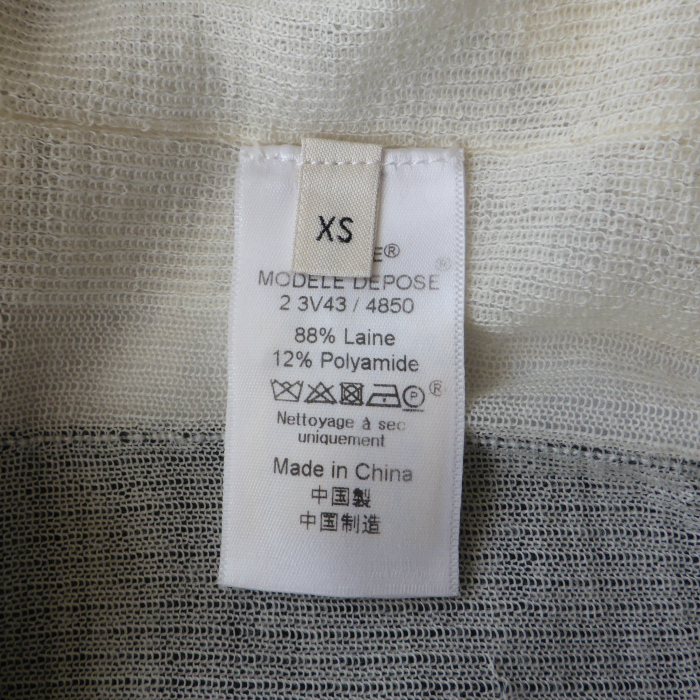 XS
E®
®
MODELE DEPOSE
2 3V43 / 4850
88% Laine
12% Polyamide
P ®
Nettoyage à sec
uniquement
Made in China
中国製
中国制造